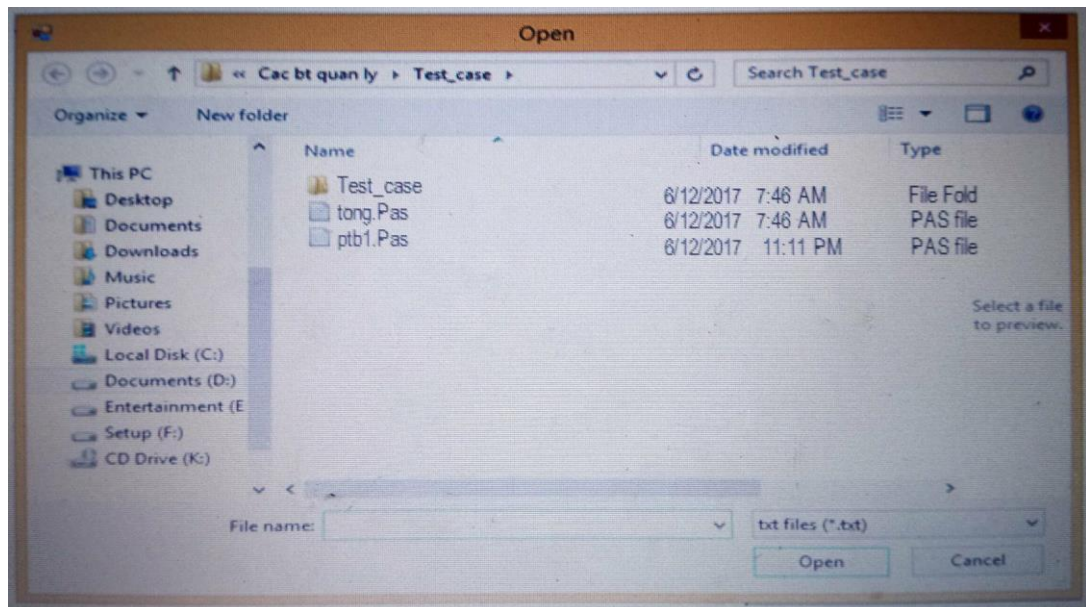 Open
« Cac bt quan ly ▸ Test_case ▸ Search Test_case
Organize New folder
Name Date modified Type
This PC
Desktop
Documents
Downloads
Music
Pictures
Videos
Local Disk (C:)
Documents (D:)
Entertainment (E
Setup (F:)
CD Drive (K:)
Test_case 6/12/2017 7:46 AM File Fold
tong.Pas 6/12/2017 7:46 AM PAS file
ptb1.Pas 6/12/2017 11:11 PM PAS file
Select a file
to preview.
File name: txt files (*.txt)
Open Cancel